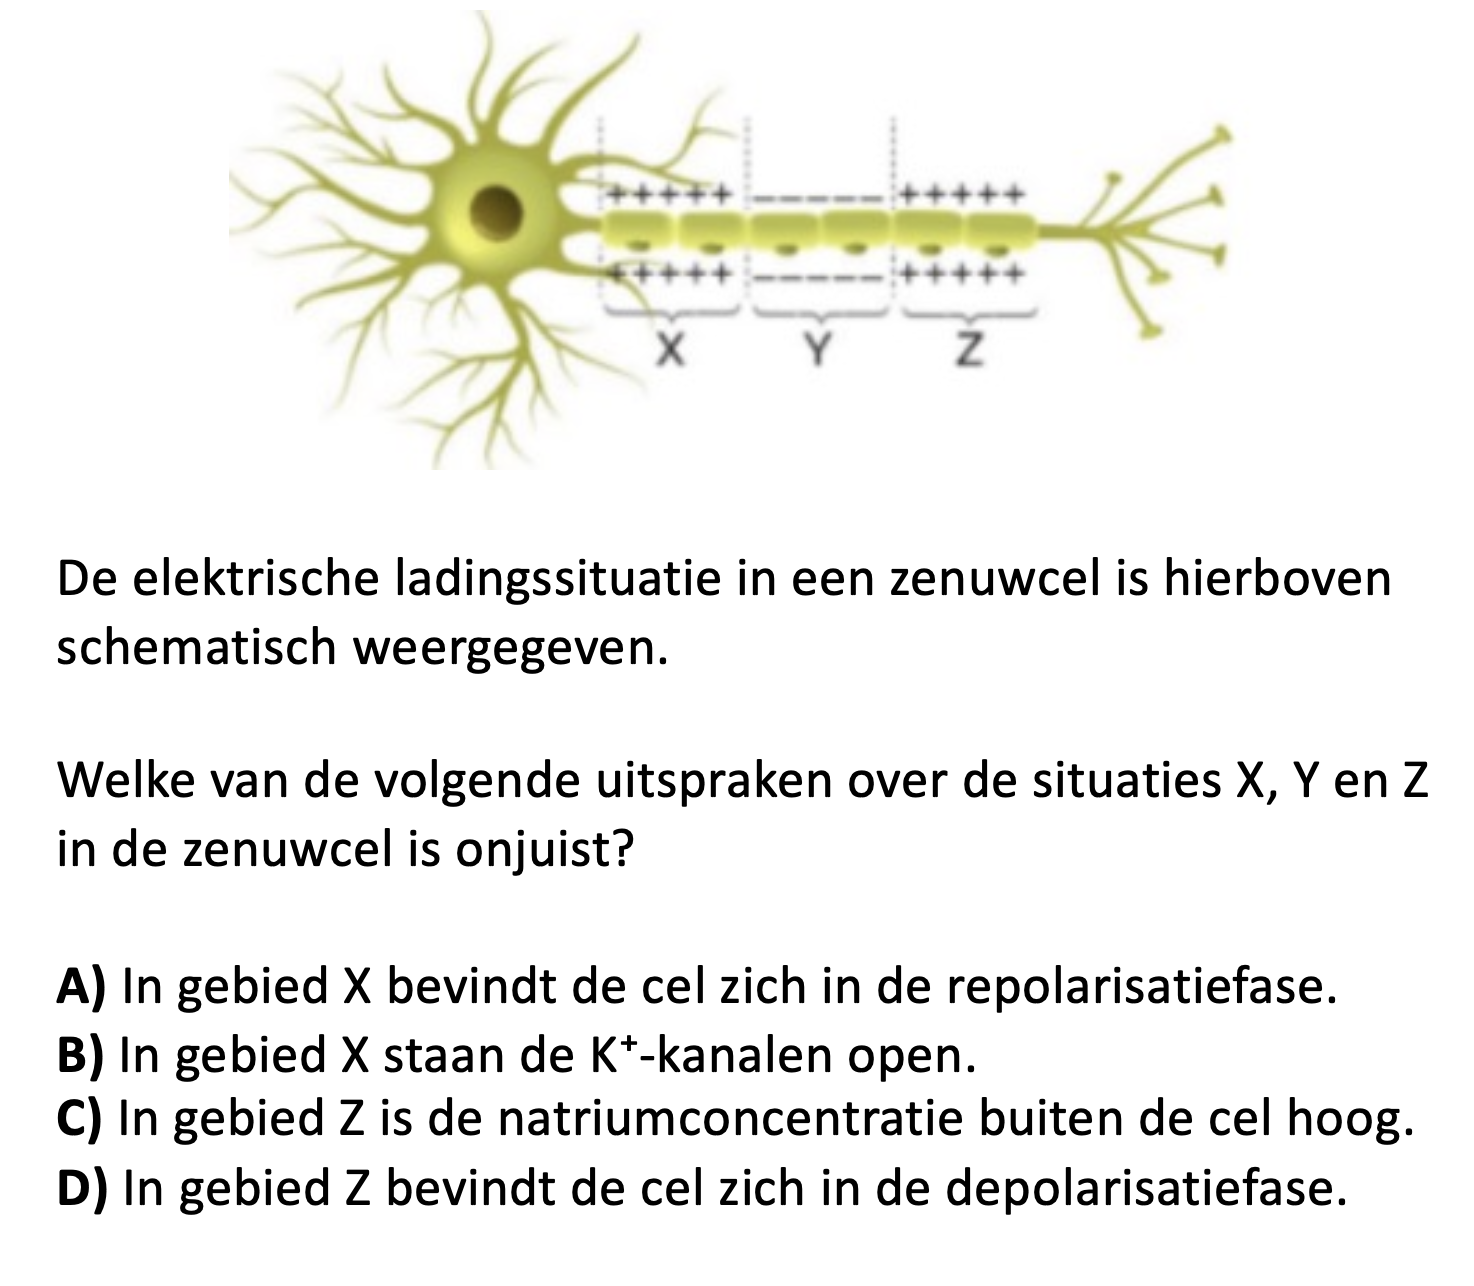 +++++ ––––– +++++
+++++ ––––– +++++
X Y Z
De elektrische ladingssituatie in een zenuwcel is hierboven
schematisch weergegeven.
Welke van de volgende uitspraken over de situaties X, Y en Z
in de zenuwcel is onjuist?
A) In gebied X bevindt de cel zich in de repolarisatiefase.
B) In gebied X staan de K⁺-kanalen open.
C) In gebied Z is de natriumconcentratie buiten de cel hoog.
D) In gebied Z bevindt de cel zich in de depolarisatiefase.